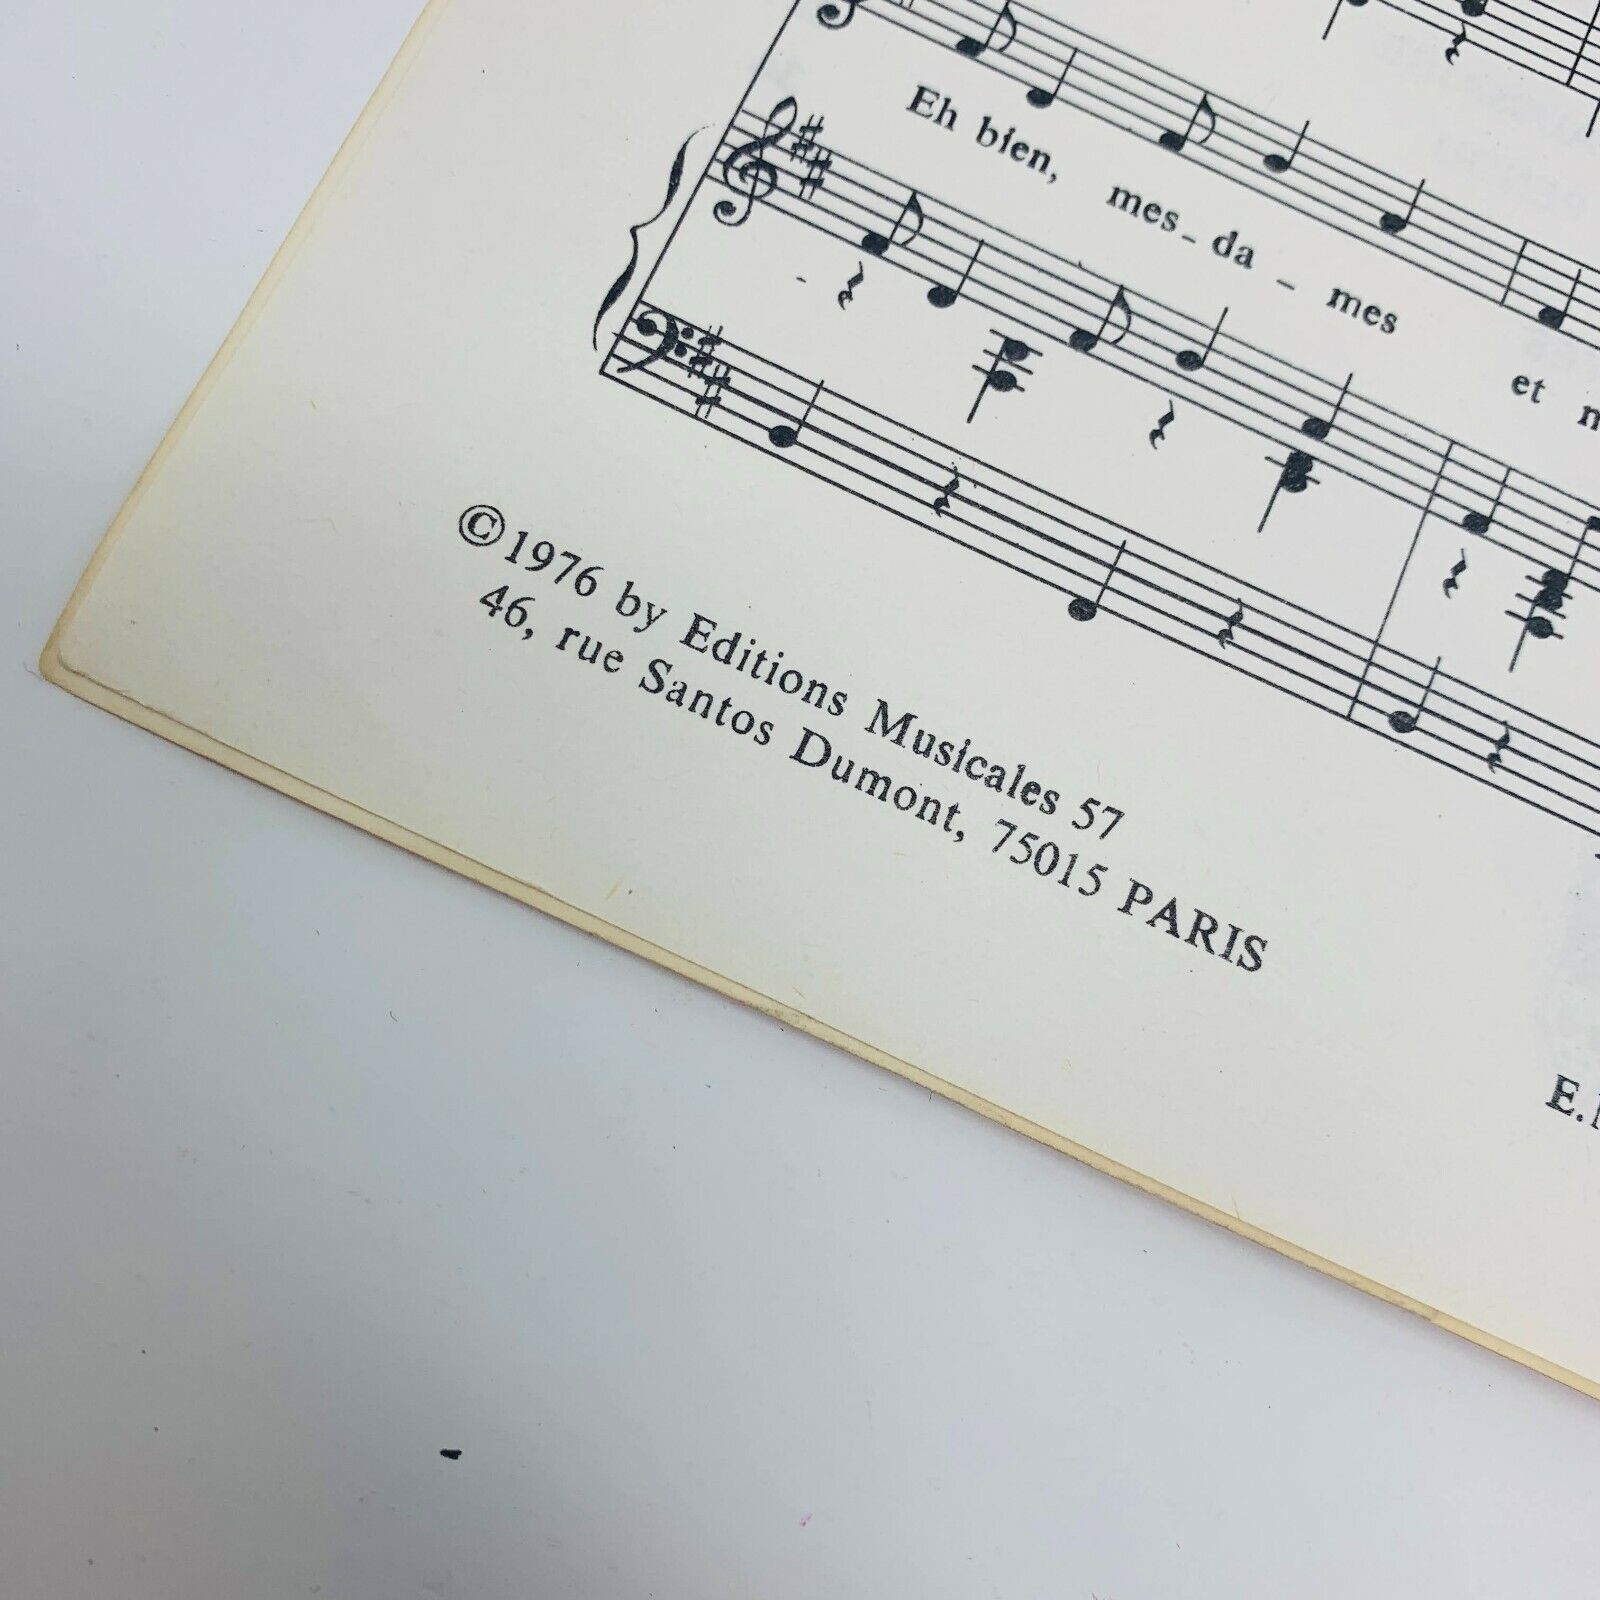 Eh bien, mes - da - mes et
© 1976 by Editions Musicales 57
46, rue Santos Dumont, 75015 PARIS
E.